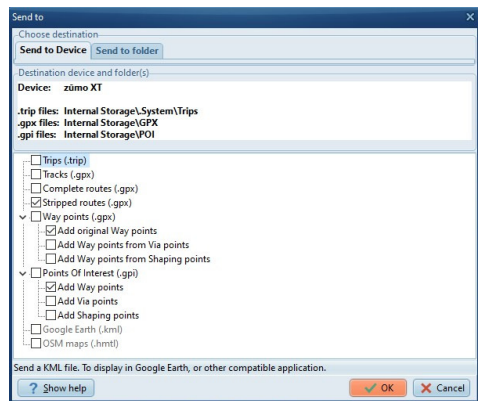 Send to
Choose destination
Send to Device Send to folder
Destination device and folder(s)
Device: zúmo XT
.trip files: Internal Storage\.System\Trips
.gpx files: Internal Storage\GPX
.gpi files: Internal Storage\POI
Trips (.trip)
Tracks (.gpx)
Complete routes (.gpx)
Stripped routes (.gpx)
Way points (.gpx)
Add original Way points
Add Way points from Via points
Add Way points from Shaping points
Points Of Interest (.gpi)
Add Way points
Add Via points
Add Shaping points
Google Earth (.kml)
OSM maps (.hmtl)
Send a KML file. To display in Google Earth, or other compatible application.
? Show help OK Cancel